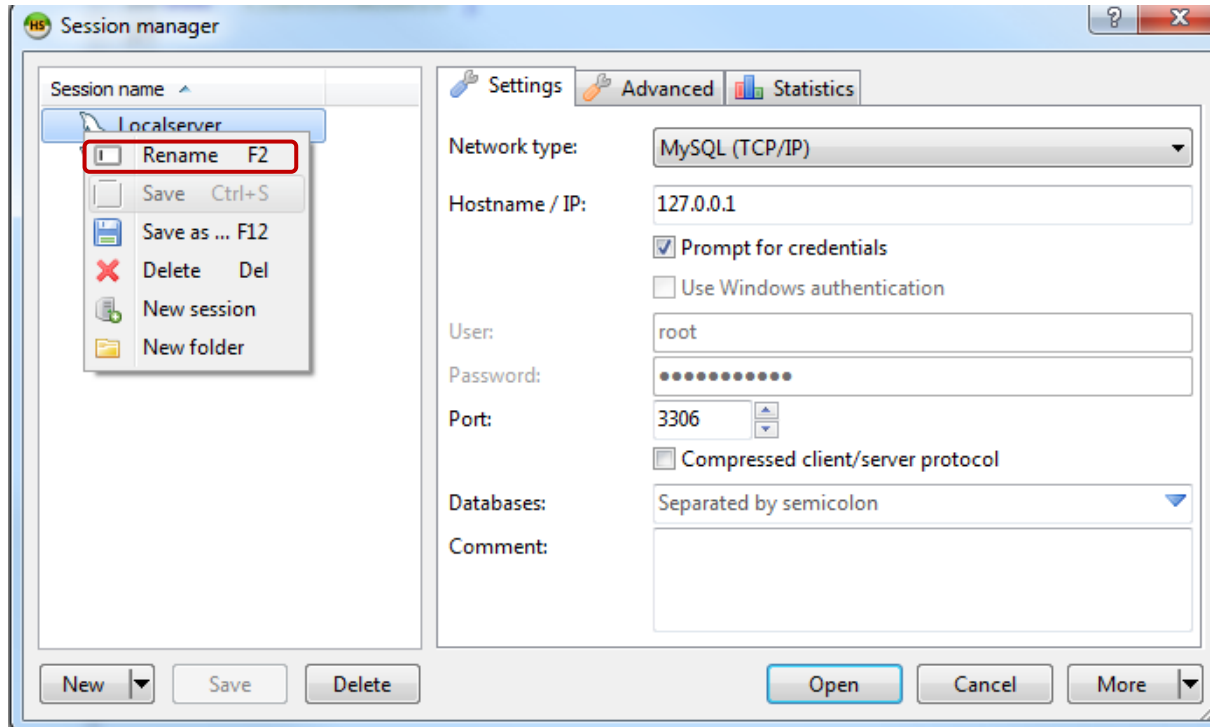 HS Session manager
Session name
Localserver
Rename F2
Save Ctrl+S
Save as ... F12
Delete Del
New session
New folder
Settings Advanced Statistics
Network type: MySQL (TCP/IP)
Hostname / IP: 127.0.0.1
Prompt for credentials
Use Windows authentication
User: root
Password: ●●●●●●●●●●●
Port: 3306
Compressed client/server protocol
Databases: Separated by semicolon
Comment:
New Save Delete Open Cancel More